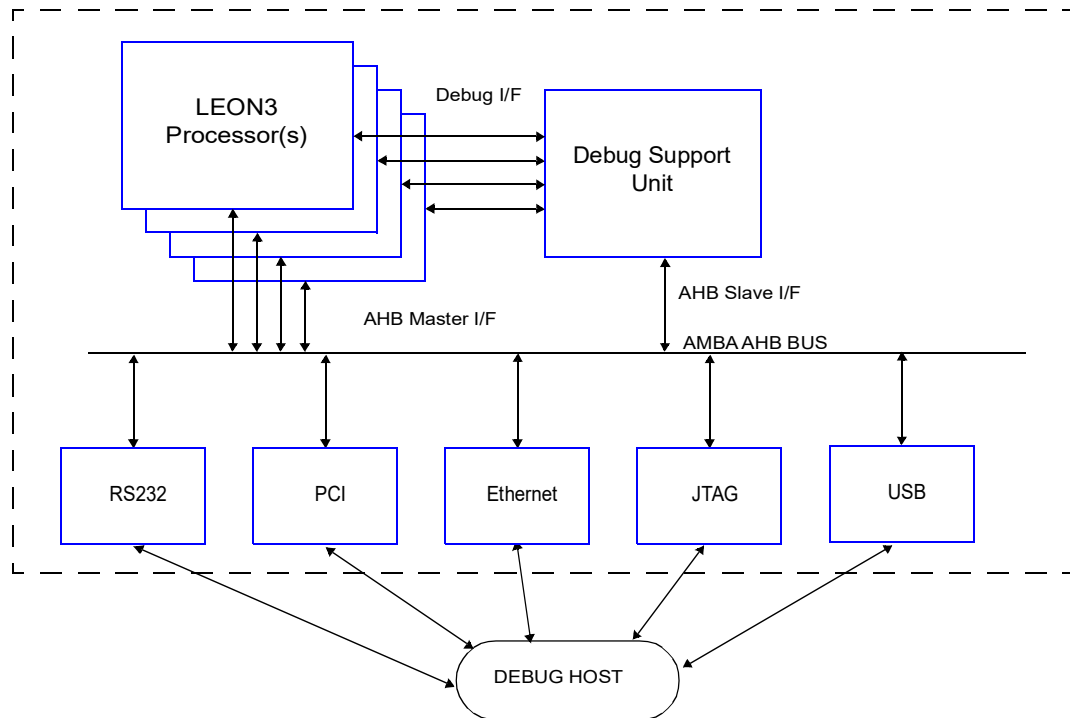 LEON3
Processor(s)
Debug I/F
Debug Support
Unit
AHB Slave I/F
AHB Master I/F
AMBA AHB BUS
RS232
PCI
Ethernet
JTAG
USB
DEBUG HOST